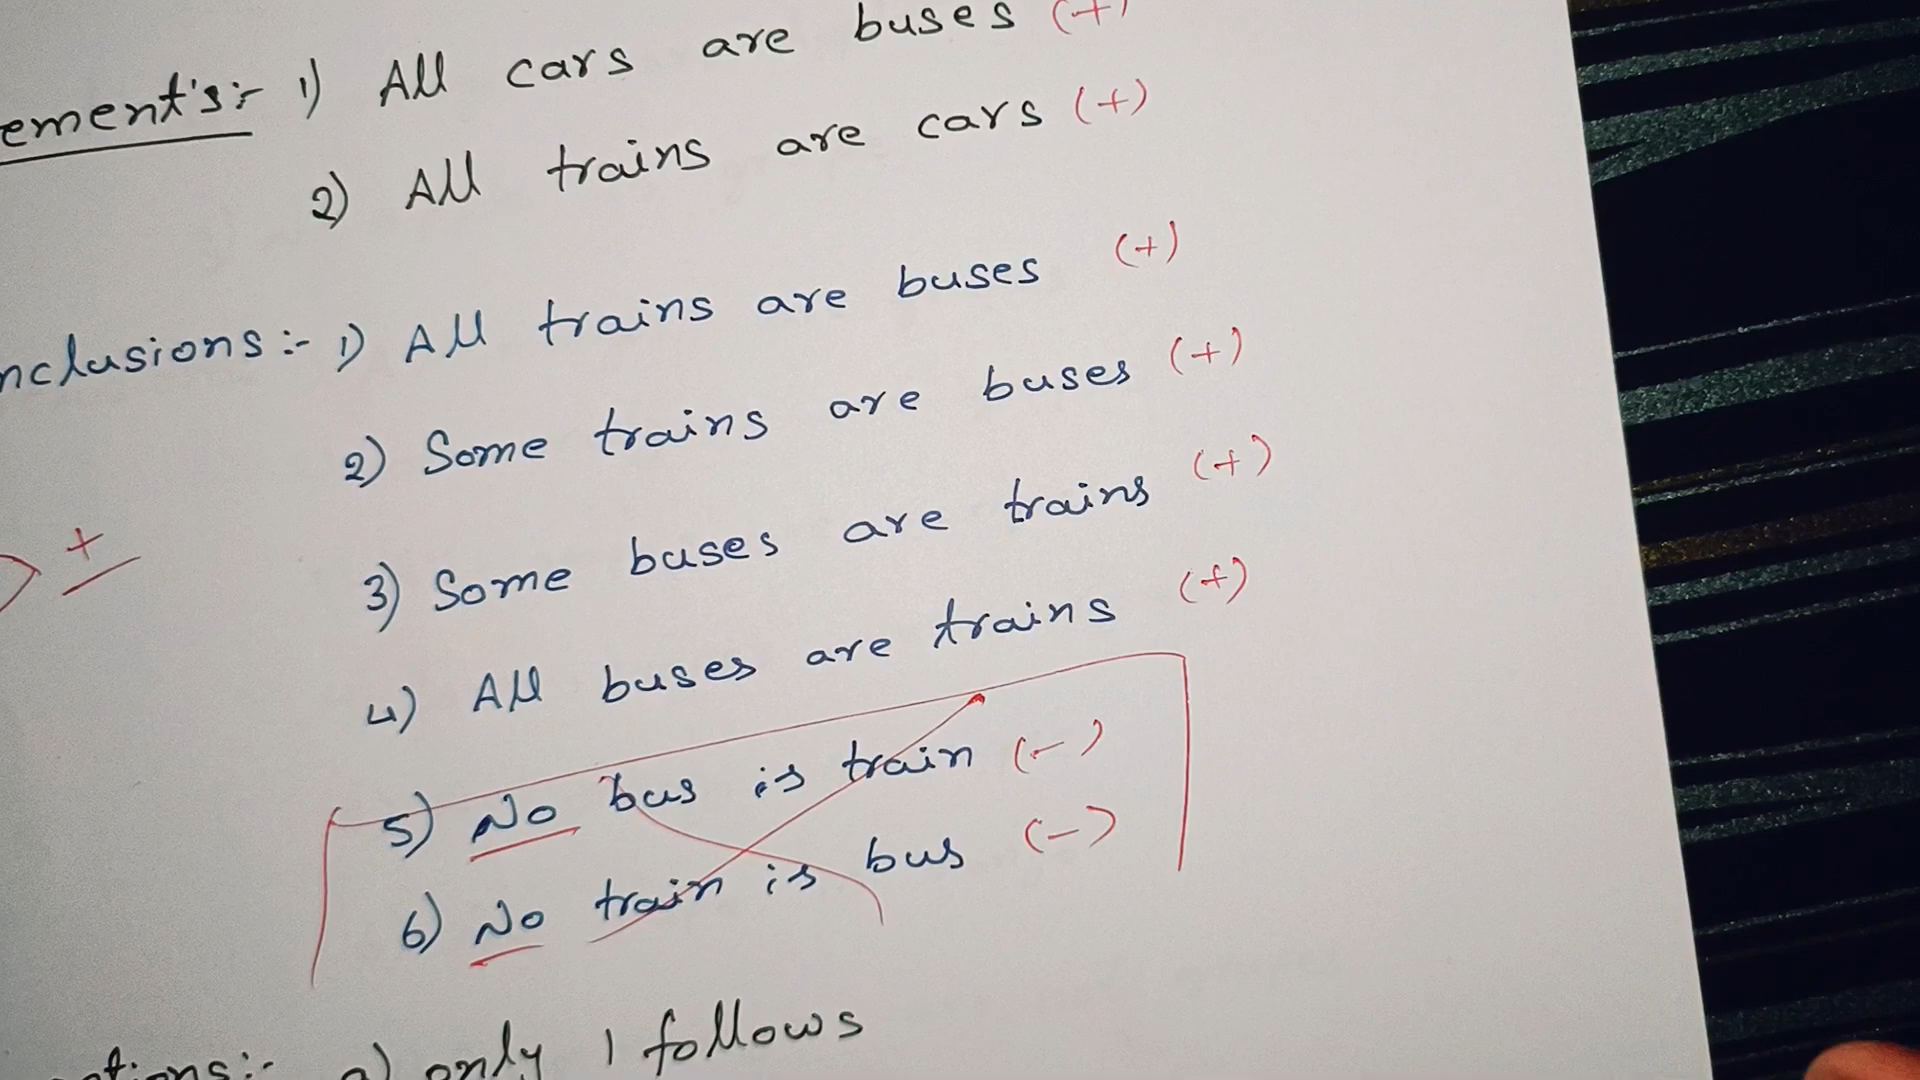 ement's:- 1) All cars are buses (+)
2) All trains are cars (+)
nclusions:- 1) All trains are buses (+)
2) Some trains are buses (+)
3) Some buses are trains (+)
+
4) All buses are trains (+)
5) No bus is train (-)
6) No train is bus (-)
tions:- a) only 1 follows